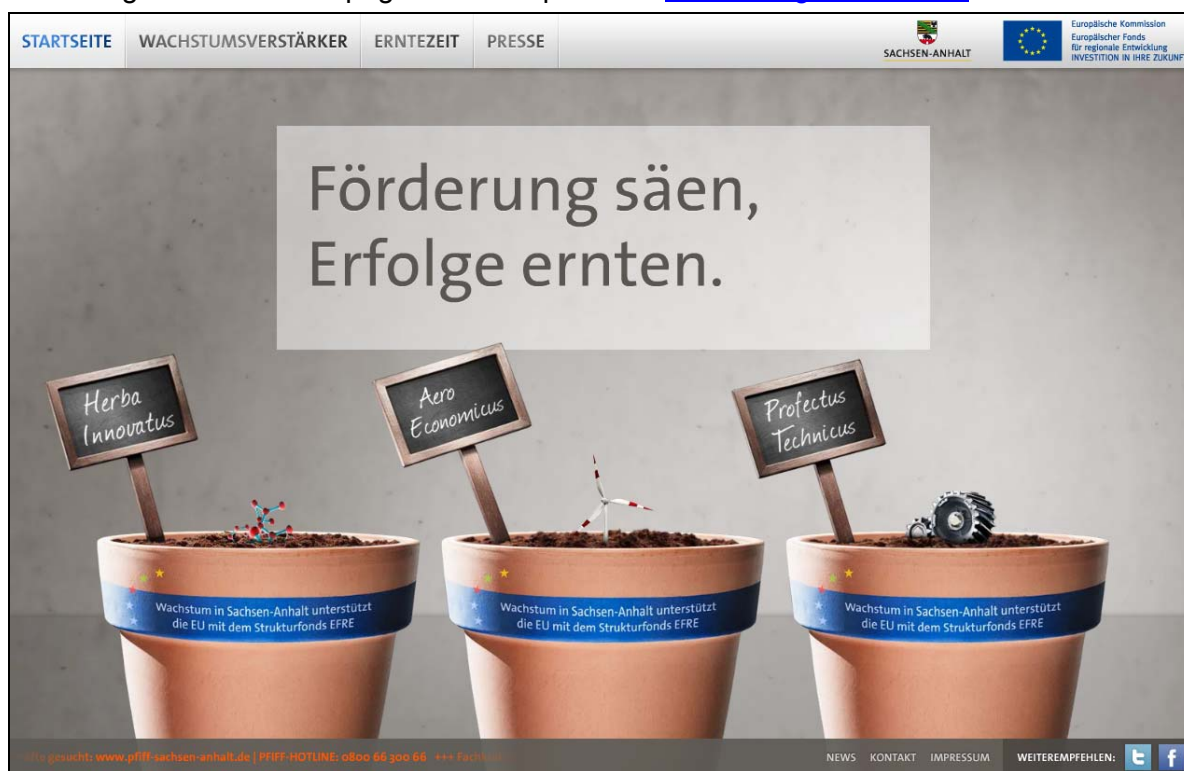 STARTSEITE WACHSTUMSVERSTÄRKER ERNTEZEIT PRESSE
SACHSEN-ANHALT
Europäische Kommission
Europäischer Fonds
für regionale Entwicklung
INVESTITION IN IHRE ZUKUNFT
Förderung säen,
Erfolge ernten.
Herba
Innovatus
Aero
Economicus
Profectus
Technicus
Wachstum in Sachsen-Anhalt unterstützt
die EU mit dem Strukturfonds EFRE
Wachstum in Sachsen-Anhalt unterstützt
die EU mit dem Strukturfonds EFRE
Wachstum in Sachsen-Anhalt unterstützt
die EU mit dem Strukturfonds EFRE
gesucht: www.pfiff-sachsen-anhalt.de | PFIFF-HOTLINE: 0800 66 300 66 +++
NEWS KONTAKT IMPRESSUM WEITEREMPFEHLEN: